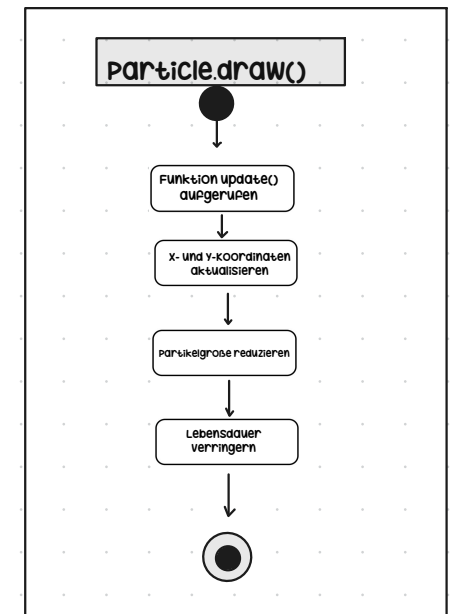 Particle.draw()
Funktion update()
aufgerufen
X- und Y-Koordinaten
aktualisieren
Partikelgröße reduzieren
Lebensdauer
verringern